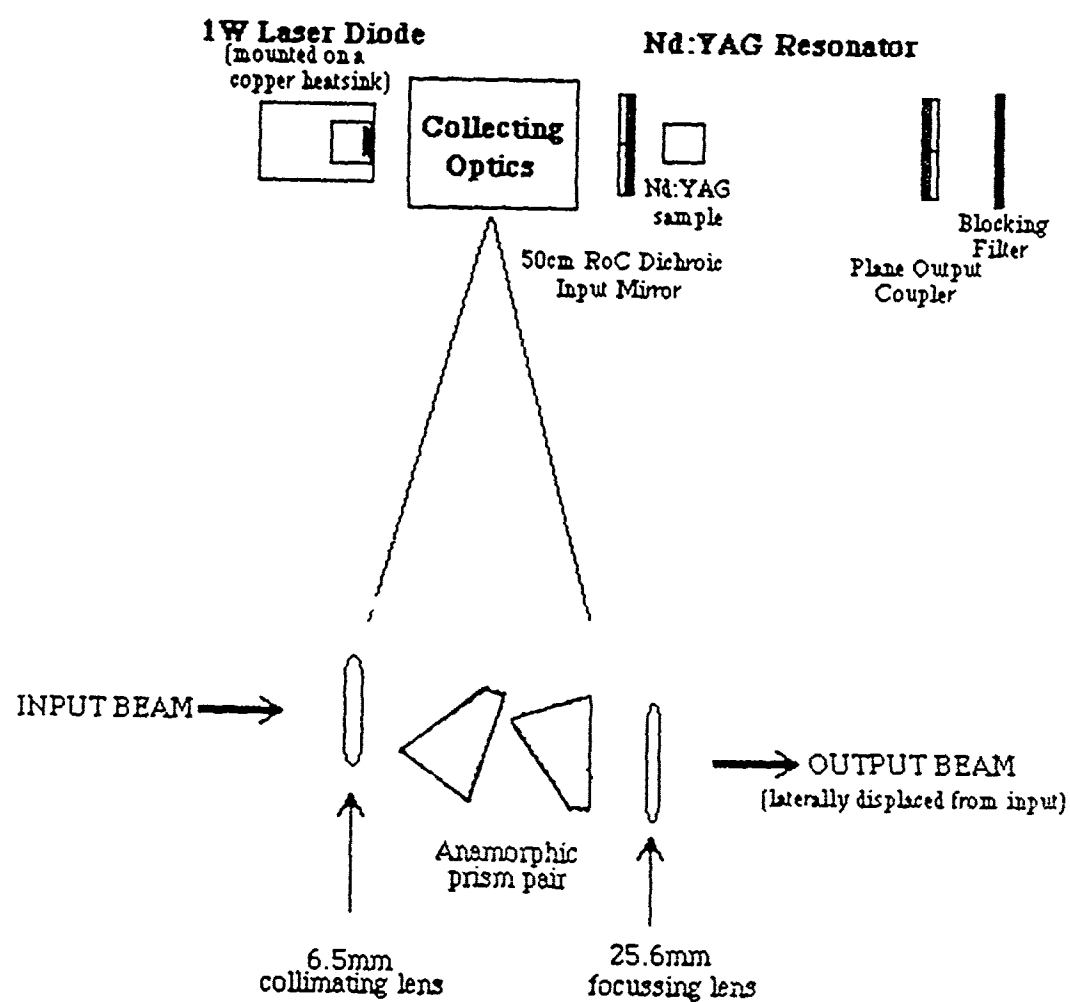 1W Laser Diode
(mounted on a
copper heatsink)
Nd:YAG Resonator
Collecting
Optics
Nd:YAG
sample
Blocking
Filter
50cm RoC Dichroic
Input Mirror
Plane Output
Coupler
INPUT BEAM
OUTPUT BEAM
(laterally displaced from input)
Anamorphic
prism pair
6.5mm
collimating lens
25.6mm
focussing lens